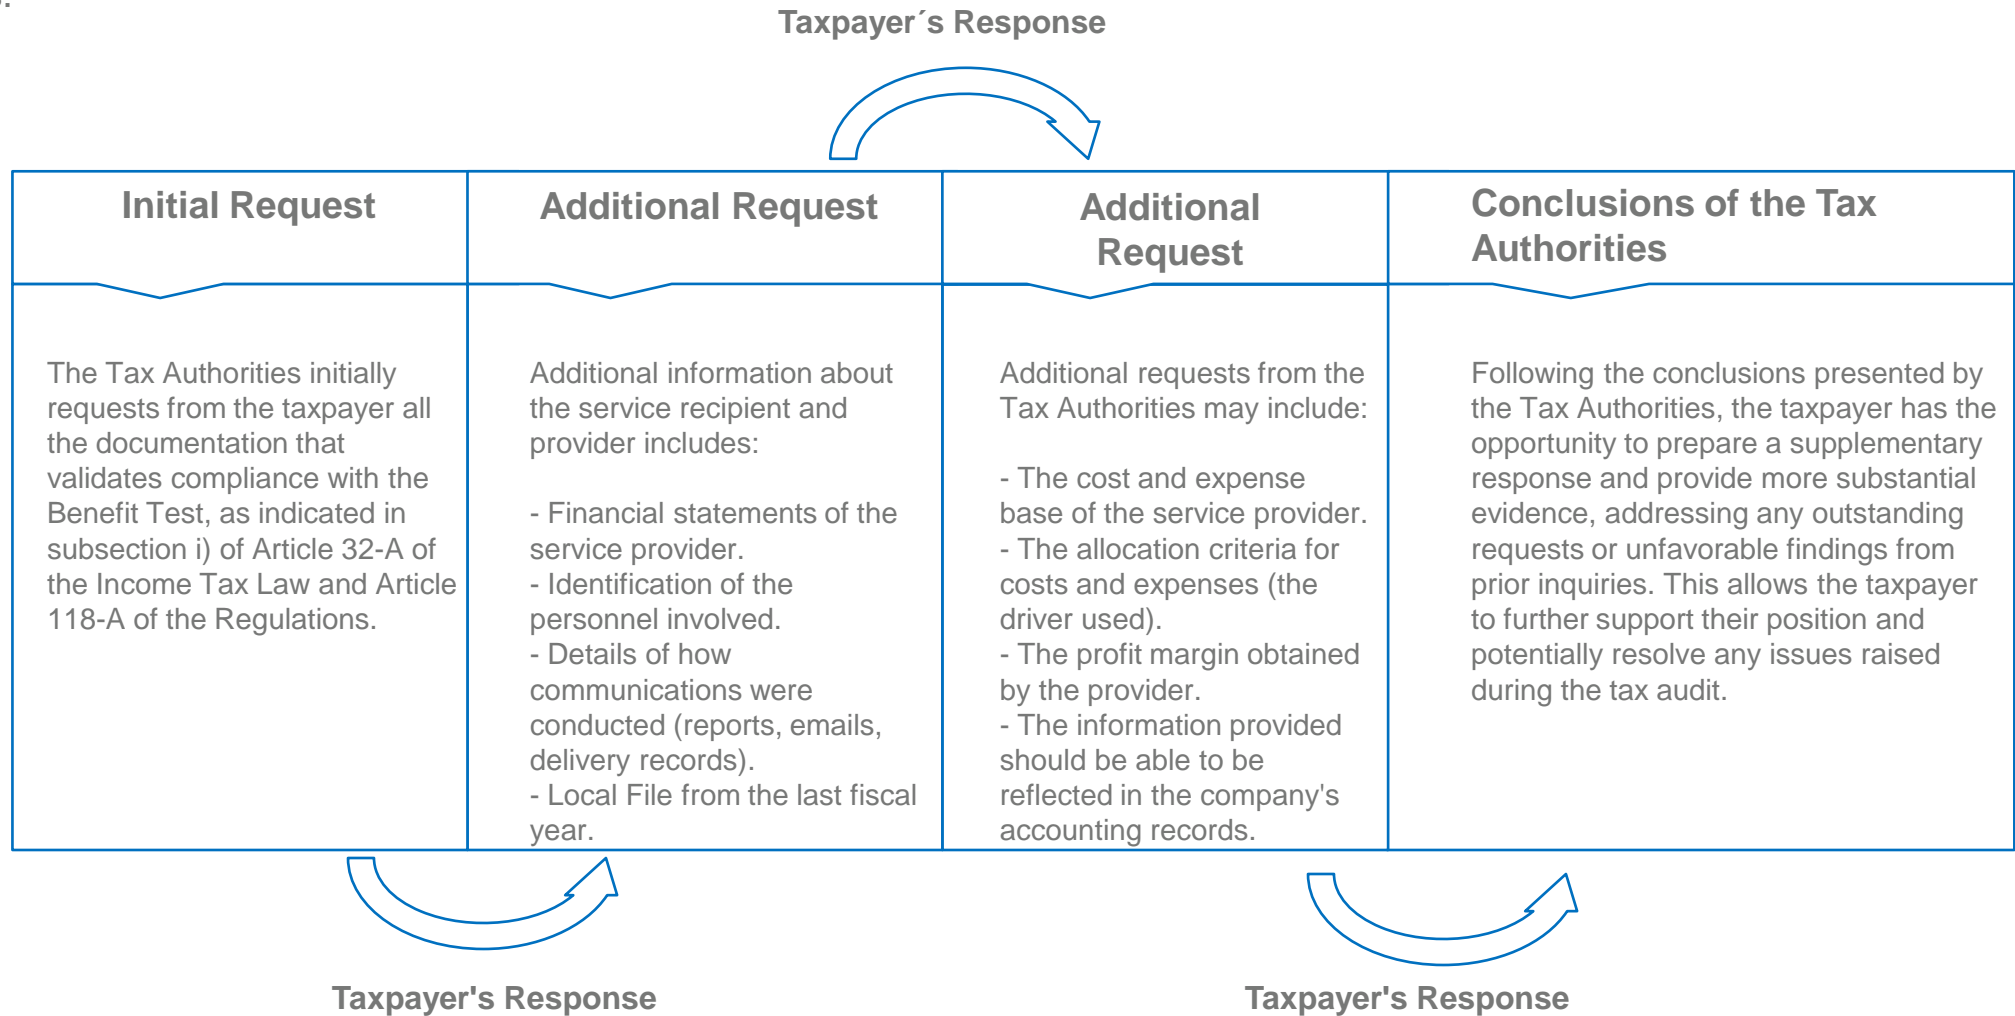 Taxpayer´s Response
Initial Request
Additional Request
Additional
Request
Conclusions of the Tax
Authorities
The Tax Authorities initially
requests from the taxpayer all
the documentation that
validates compliance with the
Benefit Test, as indicated in
subsection i) of Article 32-A of
the Income Tax Law and Article
118-A of the Regulations.
Additional information about
the service recipient and
provider includes:
- Financial statements of the
service provider.
- Identification of the
personnel involved.
- Details of how
communications were
conducted (reports, emails,
delivery records).
- Local File from the last fiscal
year.
Additional requests from the
Tax Authorities may include:
- The cost and expense
base of the service provider.
- The allocation criteria for
costs and expenses (the
driver used).
- The profit margin obtained
by the provider.
- The information provided
should be able to be
reflected in the company's
accounting records.
Following the conclusions presented by
the Tax Authorities, the taxpayer has the
opportunity to prepare a supplementary
response and provide more substantial
evidence, addressing any outstanding
requests or unfavorable findings from
prior inquiries. This allows the taxpayer
to further support their position and
potentially resolve any issues raised
during the tax audit.
Taxpayer's Response
Taxpayer's Response